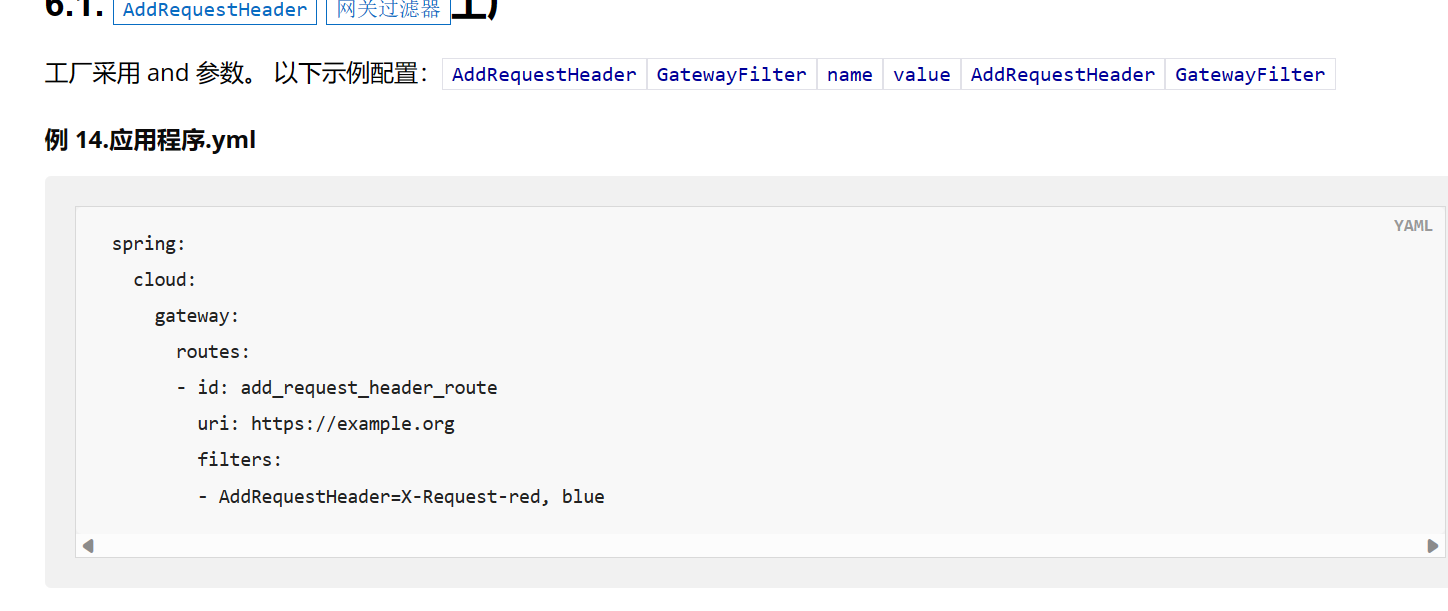 6.1. AddRequestHeader 网关过滤器 工厂
工厂采用 and 参数。 以下示例配置： AddRequestHeader GatewayFilter name value AddRequestHeader GatewayFilter
例 14.应用程序.yml
YAML
spring:
  cloud:
    gateway:
      routes:
      - id: add_request_header_route
        uri: https://example.org
        filters:
        - AddRequestHeader=X-Request-red, blue